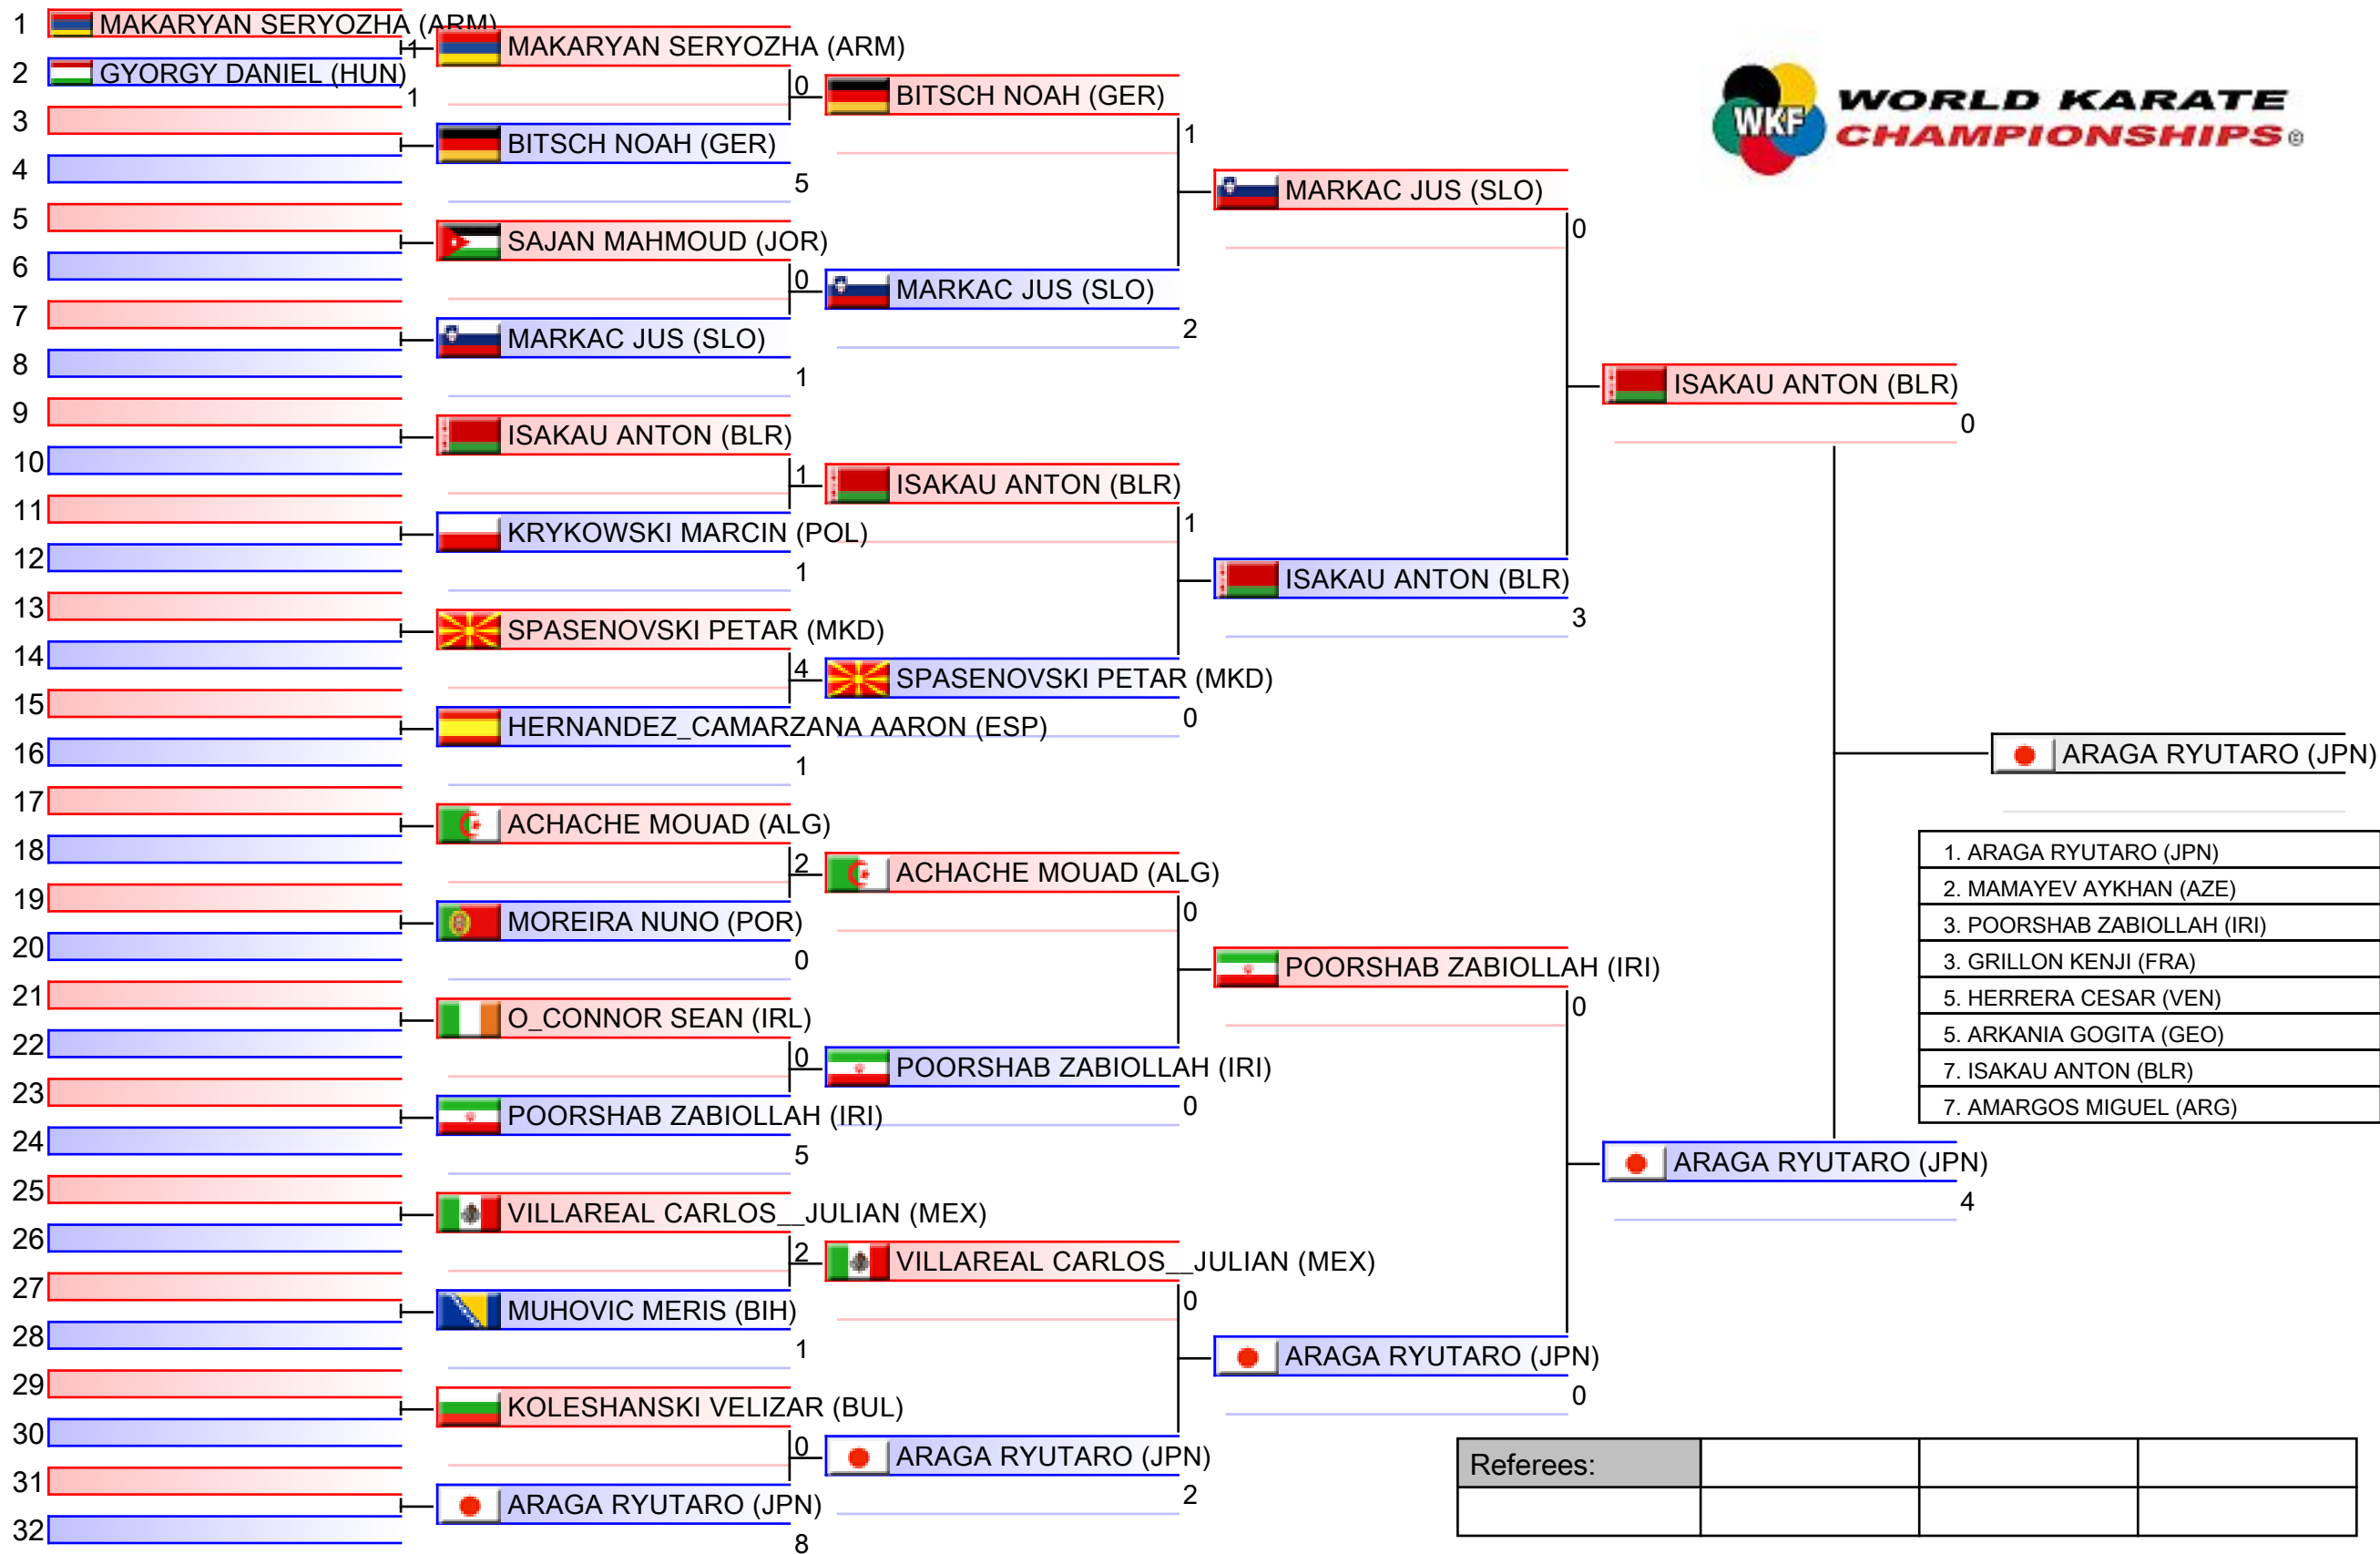 1 MAKARYAN SERYOZHA (ARM)
1
2 GYORGY DANIEL (HUN)
1
3
4
5
6
7
8
9
10
11
12
13
14
15
16
17
18
19
20
21
22
23
24
25
26
27
28
29
30
31
32
MAKARYAN SERYOZHA (ARM)
0
BITSCH NOAH (GER)
5
SAJAN MAHMOUD (JOR)
0
MARKAC JUS (SLO)
1
ISAKAU ANTON (BLR)
1
KRYKOWSKI MARCIN (POL)
1
SPASENOVSKI PETAR (MKD)
4
HERNANDEZ_CAMARZANA AARON (ESP)
1
ACHACHE MOUAD (ALG)
2
MOREIRA NUNO (POR)
0
O_CONNOR SEAN (IRL)
0
POORSHAB ZABIOLLAH (IRI)
5
VILLAREAL CARLOS__JULIAN (MEX)
2
MUHOVIC MERIS (BIH)
1
KOLESHANSKI VELIZAR (BUL)
0
ARAGA RYUTARO (JPN)
8
BITSCH NOAH (GER)
1
MARKAC JUS (SLO)
2
ISAKAU ANTON (BLR)
1
SPASENOVSKI PETAR (MKD)
0
ACHACHE MOUAD (ALG)
0
POORSHAB ZABIOLLAH (IRI)
0
VILLAREAL CARLOS__JULIAN (MEX)
0
ARAGA RYUTARO (JPN)
2
MARKAC JUS (SLO)
0
ISAKAU ANTON (BLR)
3
POORSHAB ZABIOLLAH (IRI)
0
ARAGA RYUTARO (JPN)
0
ISAKAU ANTON (BLR)
0
ARAGA RYUTARO (JPN)
4
WKF
WORLD KARATE
CHAMPIONSHIPS®
ARAGA RYUTARO (JPN)
1. ARAGA RYUTARO (JPN)
2. MAMAYEV AYKHAN (AZE)
3. POORSHAB ZABIOLLAH (IRI)
3. GRILLON KENJI (FRA)
5. HERRERA CESAR (VEN)
5. ARKANIA GOGITA (GEO)
7. ISAKAU ANTON (BLR)
7. AMARGOS MIGUEL (ARG)
Referees: